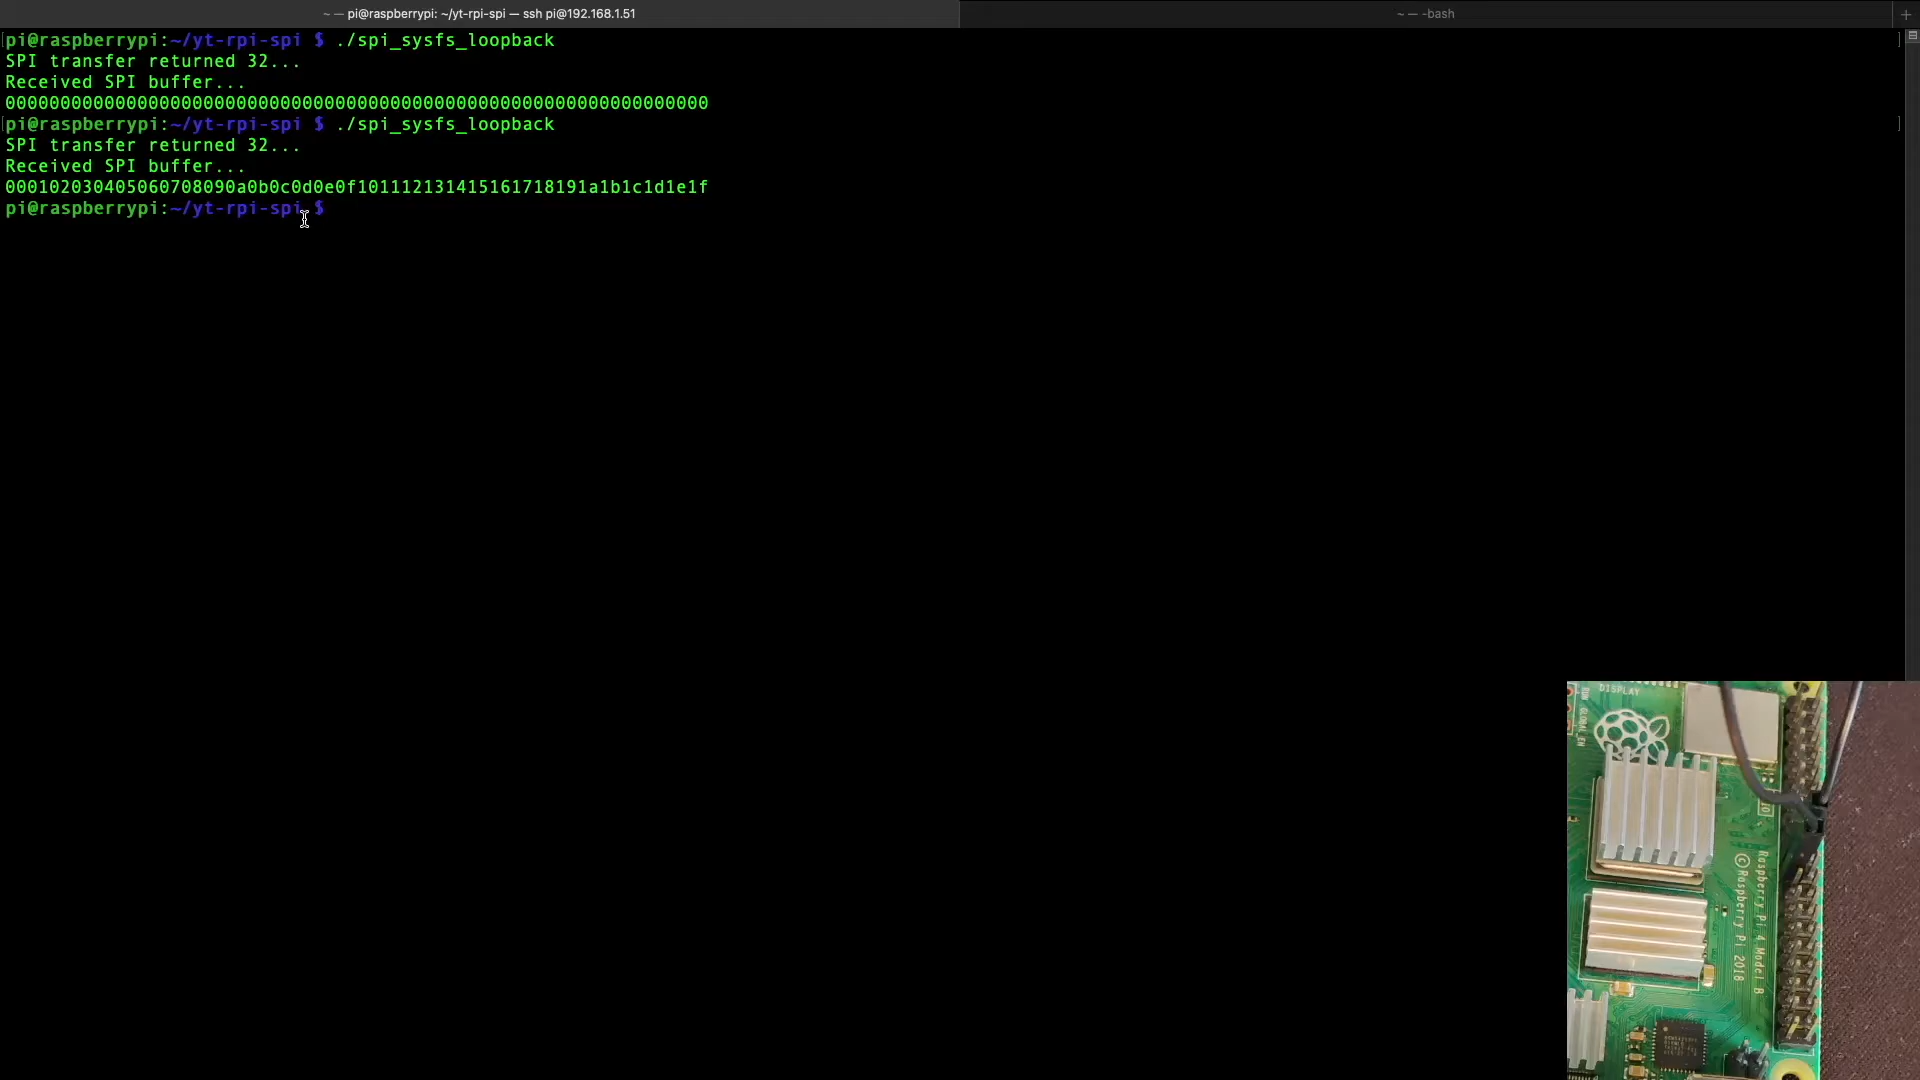 ~ — pi@raspberrypi: ~/yt-rpi-spi — ssh pi@192.168.1.51
~ — -bash
pi@raspberrypi:~/yt-rpi-spi $ ./spi_sysfs_loopback
SPI transfer returned 32...
Received SPI buffer...
0000000000000000000000000000000000000000000000000000000000000000
pi@raspberrypi:~/yt-rpi-spi $ ./spi_sysfs_loopback
SPI transfer returned 32...
Received SPI buffer...
000102030405060708090a0b0c0d0e0f101112131415161718191a1b1c1d1e1f
pi@raspberrypi:~/yt-rpi-spi $
DISPLAY
RUN GLOBAL_EN
Raspberry Pi 4 Model B
© Raspberry Pi 2018